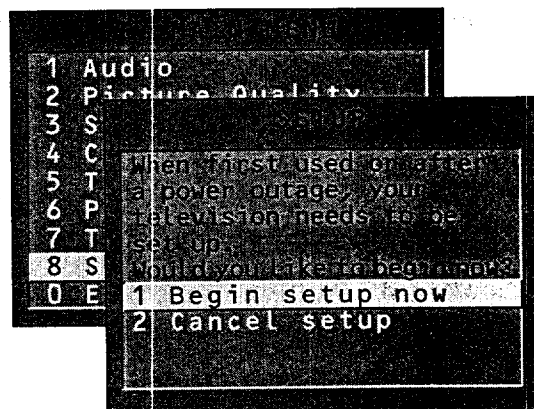 1 Audio
2 Picture Quality
3 S
4 C
5 T
6 P
7 T
8 S
0 E
SETUP
When first used or after
a power outage, your
television needs to be
set up.
Would you like to begin now?
1 Begin setup now
2 Cancel setup